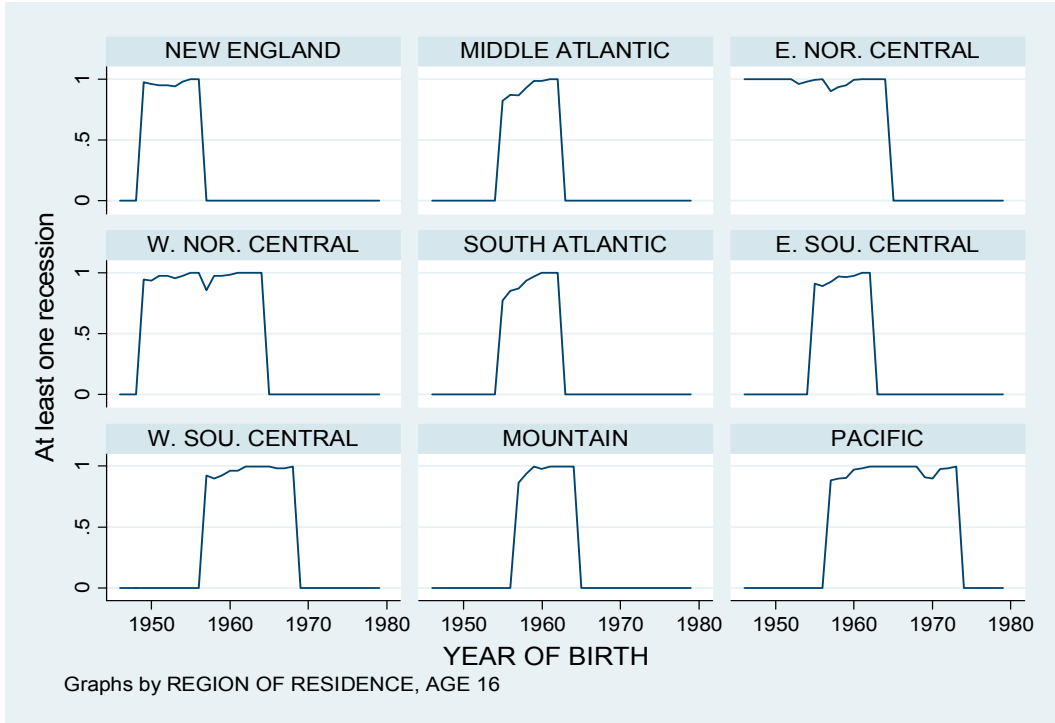 NEW ENGLAND
MIDDLE ATLANTIC
E. NOR. CENTRAL
W. NOR. CENTRAL
SOUTH ATLANTIC
E. SOU. CENTRAL
W. SOU. CENTRAL
MOUNTAIN
PACIFIC
At least one recession
0 .5 1
0 .5 1
0 .5 1
1950 1960 1970 1980
1950 1960 1970 1980
1950 1960 1970 1980
YEAR OF BIRTH
Graphs by REGION OF RESIDENCE, AGE 16